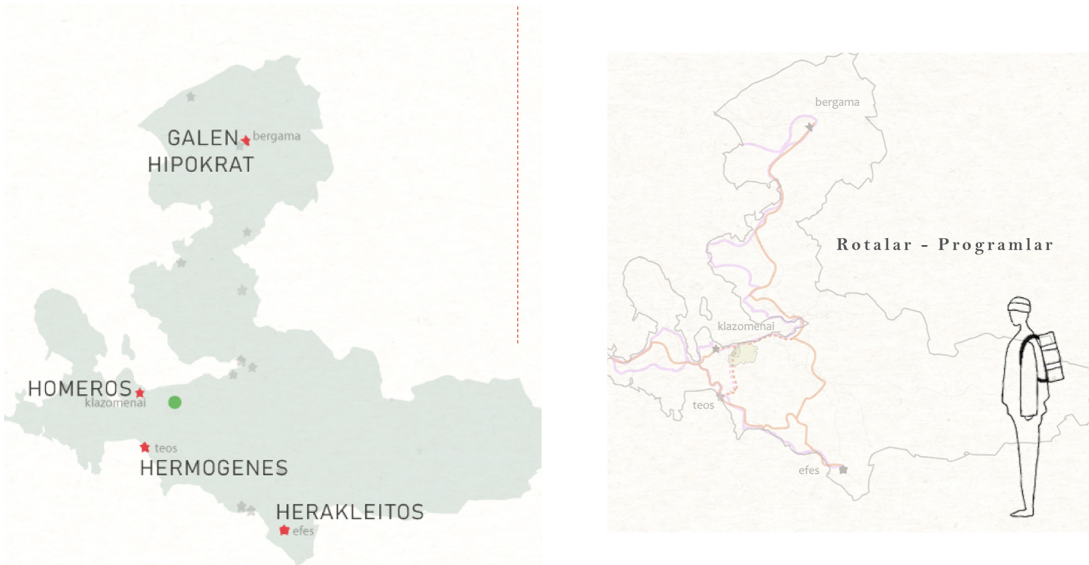 GALEN
bergama
HIPOKRAT
HOMEROS
klazomenai
teos
HERMOGENES
HERAKLEITOS
efes
bergama
Rotalar - Programlar
klazomenai
teos
efes